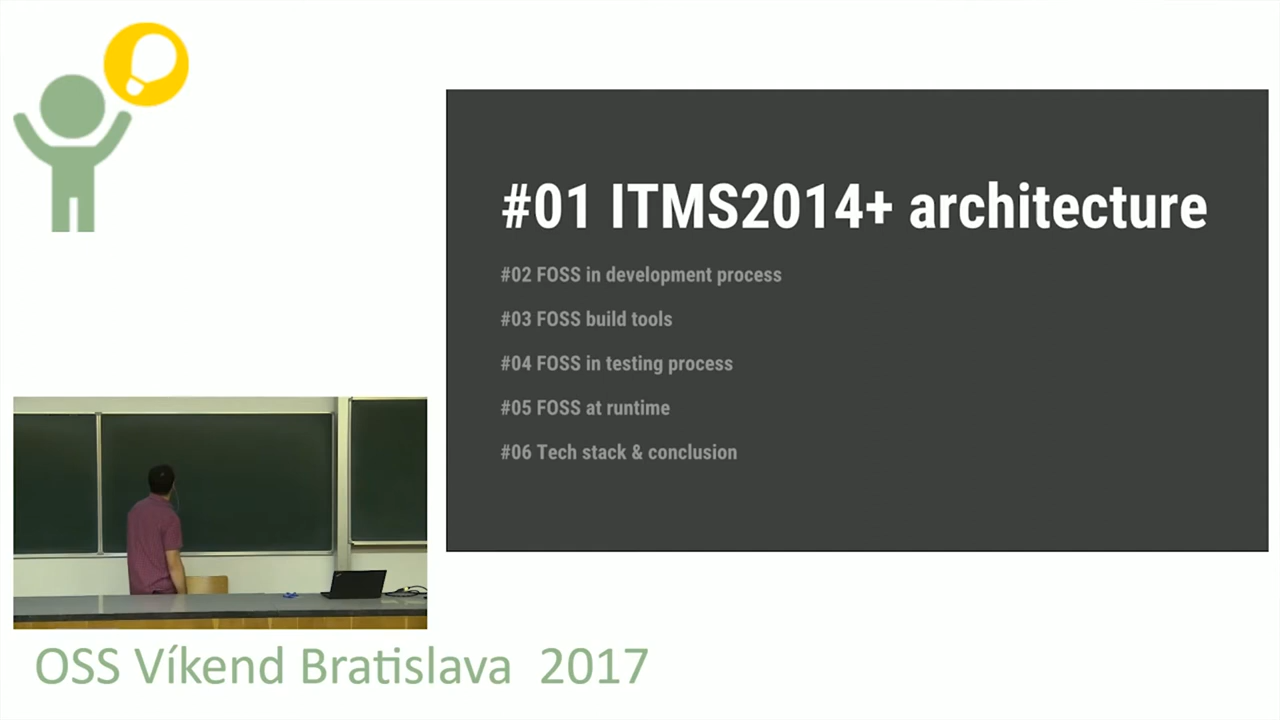 #01 ITMS2014+ architecture
#02 FOSS in development process
#03 FOSS build tools
#04 FOSS in testing process
#05 FOSS at runtime
#06 Tech stack & conclusion
OSS Víkend Bratislava 2017